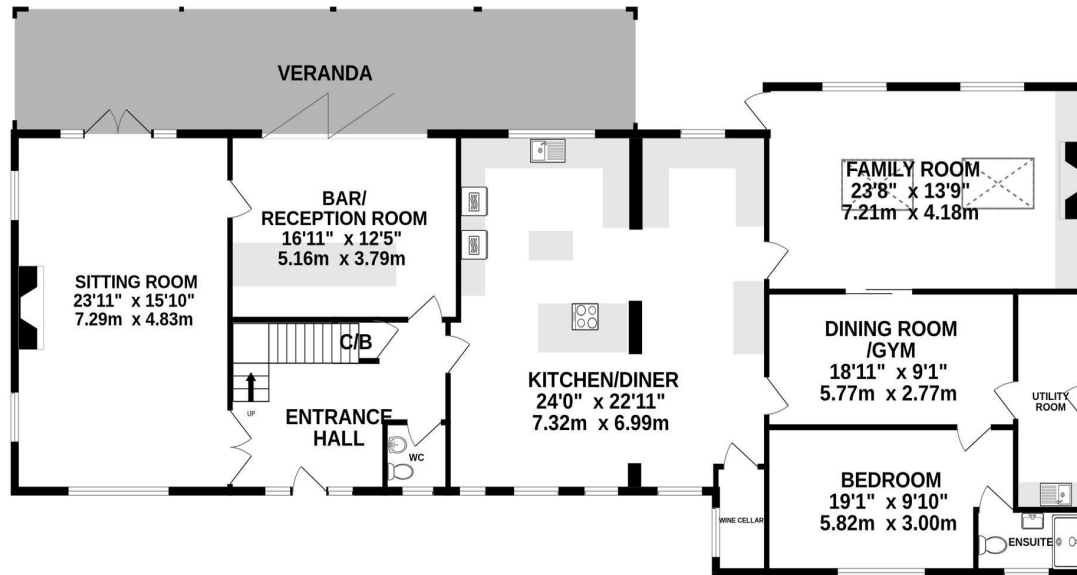 VERANDA
BAR/
RECEPTION ROOM
16'11" x 12'5"
5.16m x 3.79m
FAMILY ROOM
23'8" x 13'9"
7.21m x 4.18m
SITTING ROOM
23'11" x 15'10"
7.29m x 4.83m
C/B
UP
ENTRANCE
HALL
WC
KITCHEN/DINER
24'0" x 22'11"
7.32m x 6.99m
DINING ROOM
/GYM
18'11" x 9'1"
5.77m x 2.77m
UTILITY
ROOM
WINE CELLAR
BEDROOM
19'1" x 9'10"
5.82m x 3.00m
ENSUITE